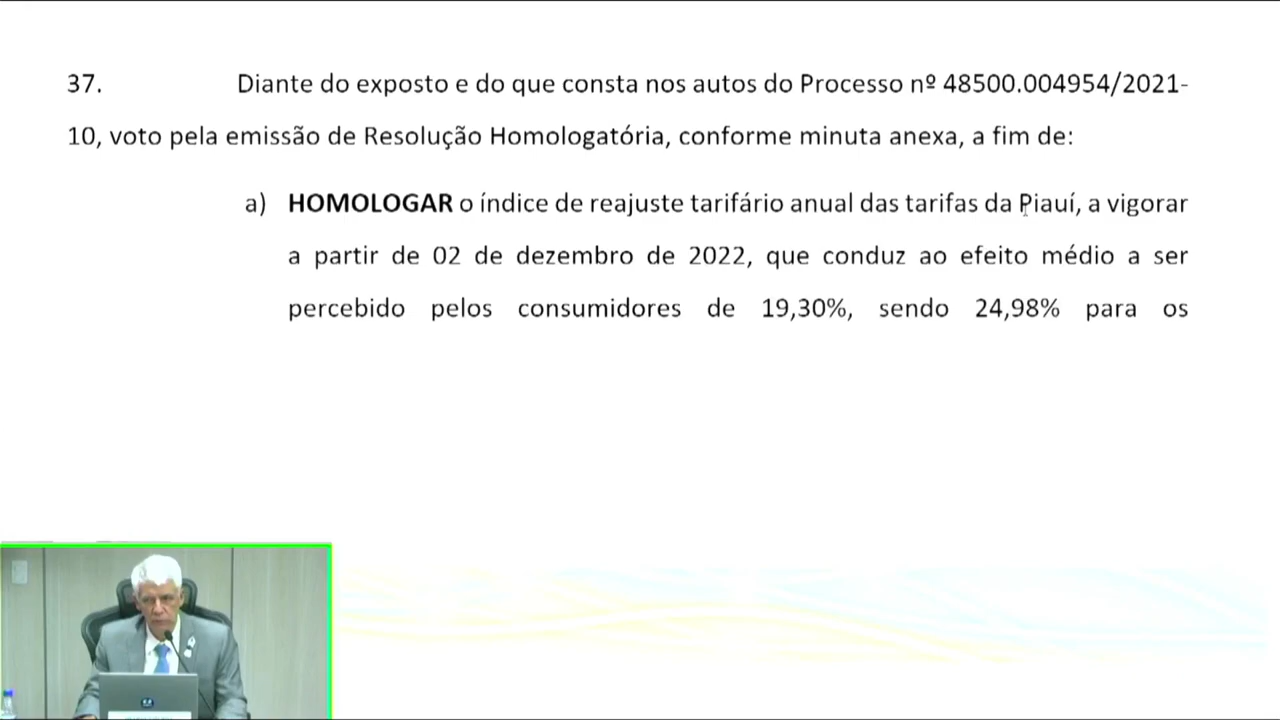 37. Diante do exposto e do que consta nos autos do Processo nº 48500.004954/2021-
10, voto pela emissão de Resolução Homologatória, conforme minuta anexa, a fim de:
a) HOMOLOGAR o índice de reajuste tarifário anual das tarifas da Piauí, a vigorar
a partir de 02 de dezembro de 2022, que conduz ao efeito médio a ser
percebido pelos consumidores de 19,30%, sendo 24,98% para os